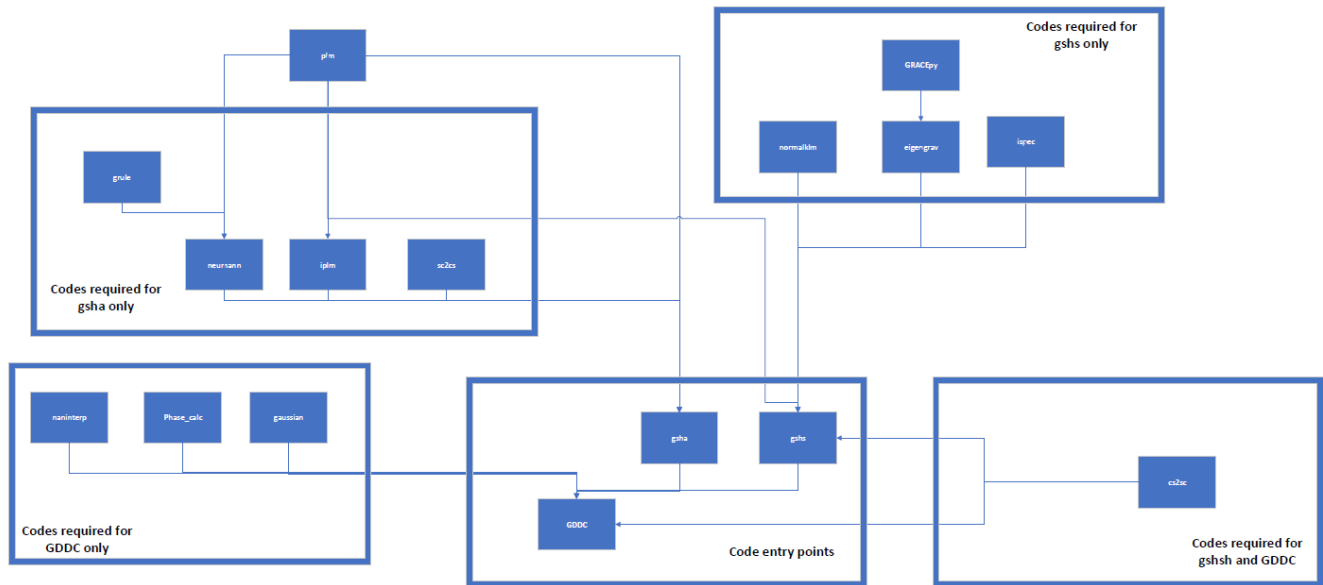 Codes required for
gshs only
plm
GRACEpy
normalklm
eigengrav
ispec
grule
neumann
iplm
sc2cs
Codes required for
gsha only
naninterp
Phase_calc
gaussian
gsha
gshs
cs2sc
GDDC
Codes required for
GDDC only
Code entry points
Codes required for
gshsh and GDDC